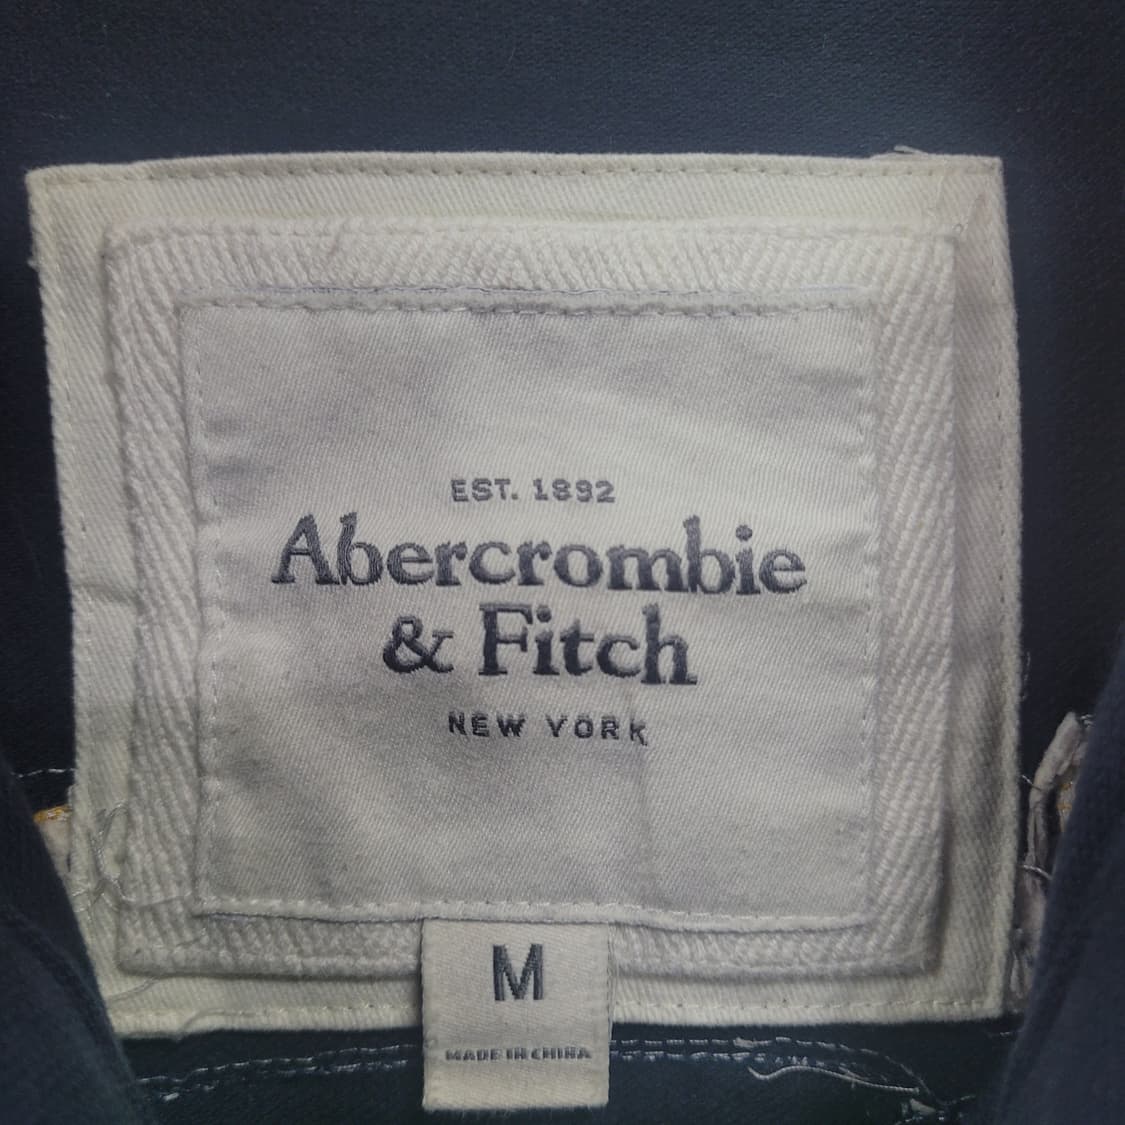 EST. 1892
Abercrombie
& Fitch
NEW YORK
M
MADE IN CHINA